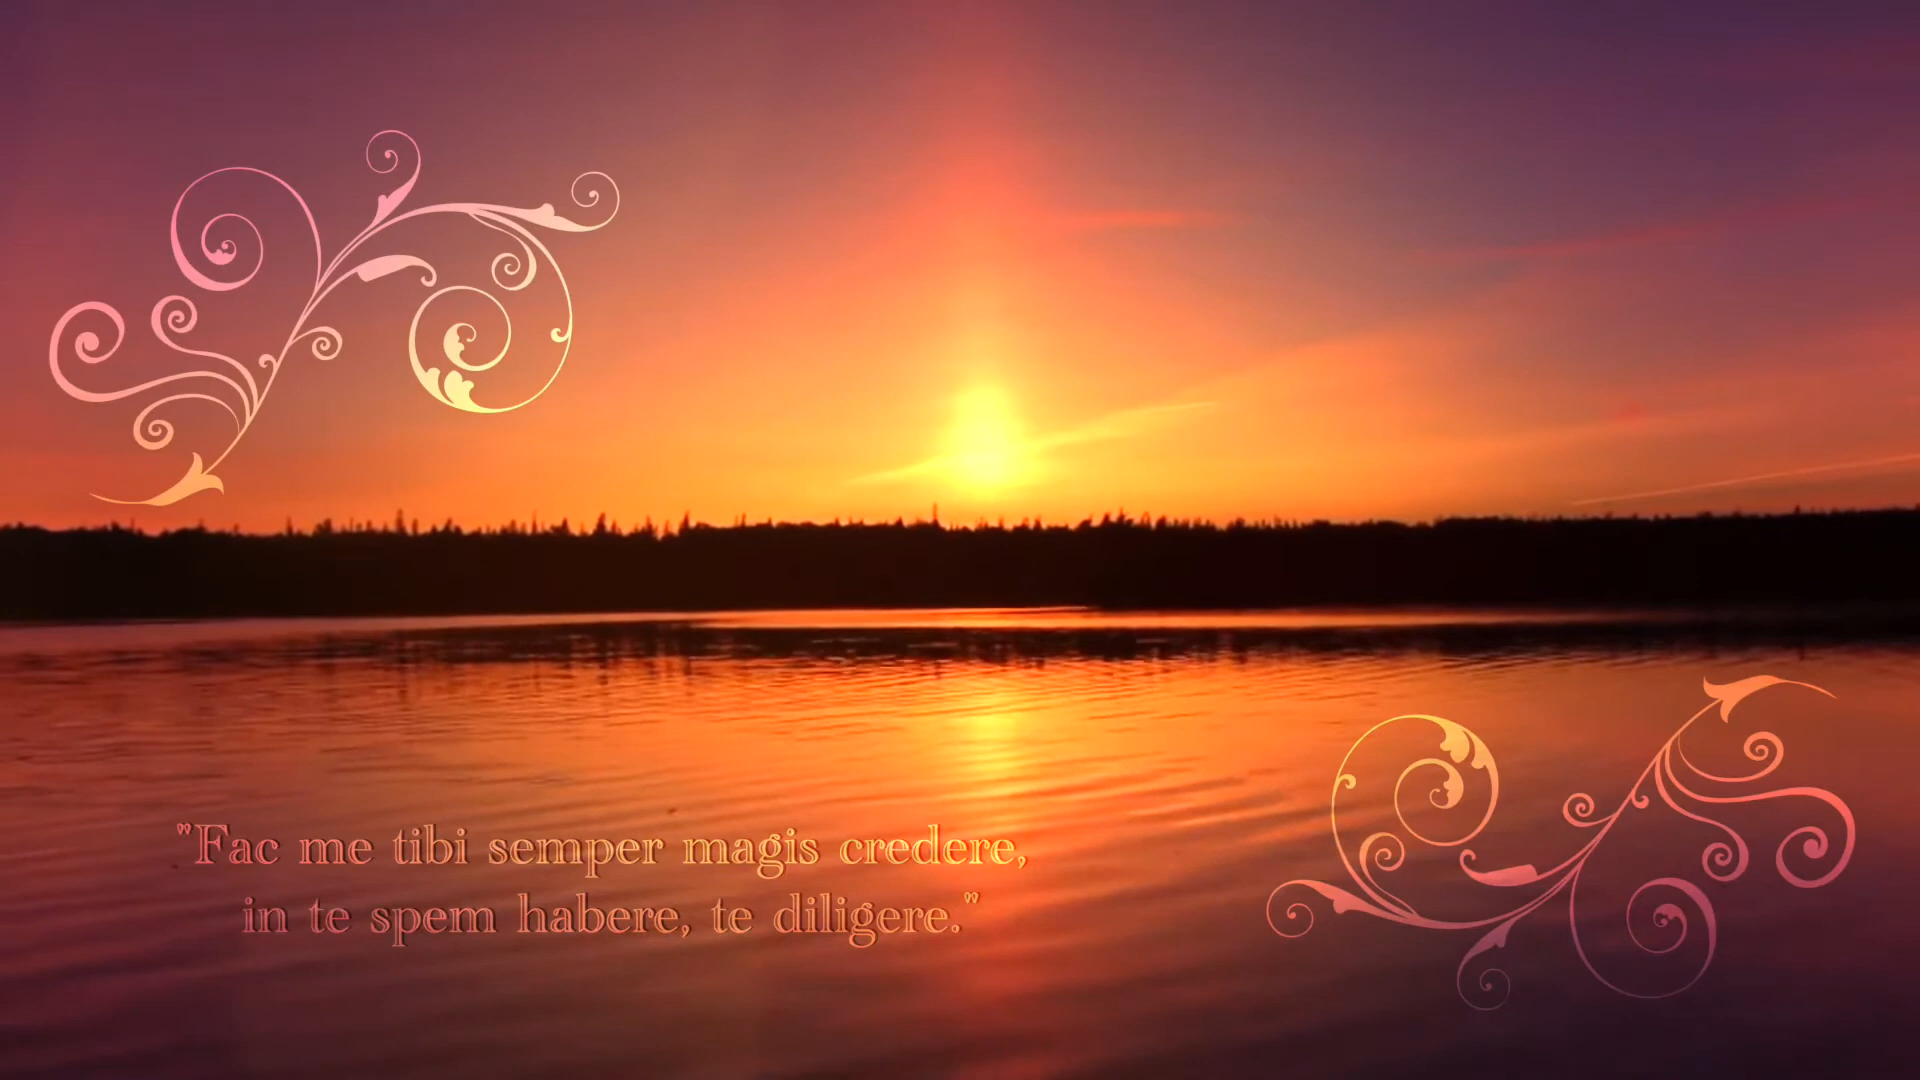 "Fac me tibi semper magis credere,
in te spem habere, te diligere."